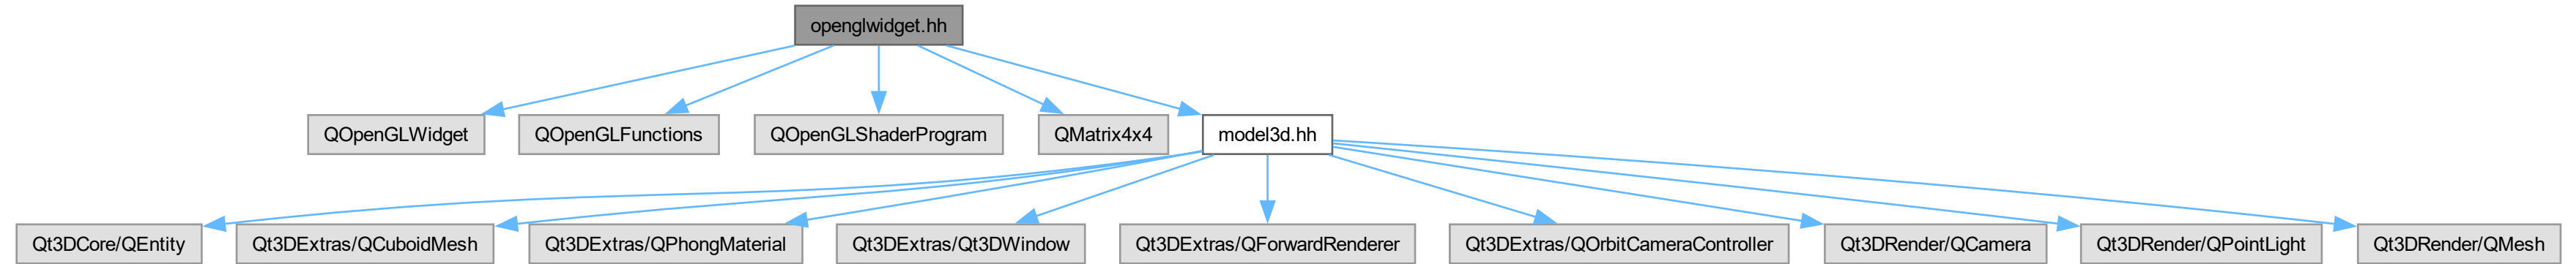 openglwidget.hh
QOpenGLWidget
QOpenGLFunctions
QOpenGLShaderProgram
QMatrix4x4
model3d.hh
Qt3DCore/QEntity
Qt3DExtras/QCuboidMesh
Qt3DExtras/QPhongMaterial
Qt3DExtras/Qt3DWindow
Qt3DExtras/QForwardRenderer
Qt3DExtras/QOrbitCameraController
Qt3DRender/QCamera
Qt3DRender/QPointLight
Qt3DRender/QMesh